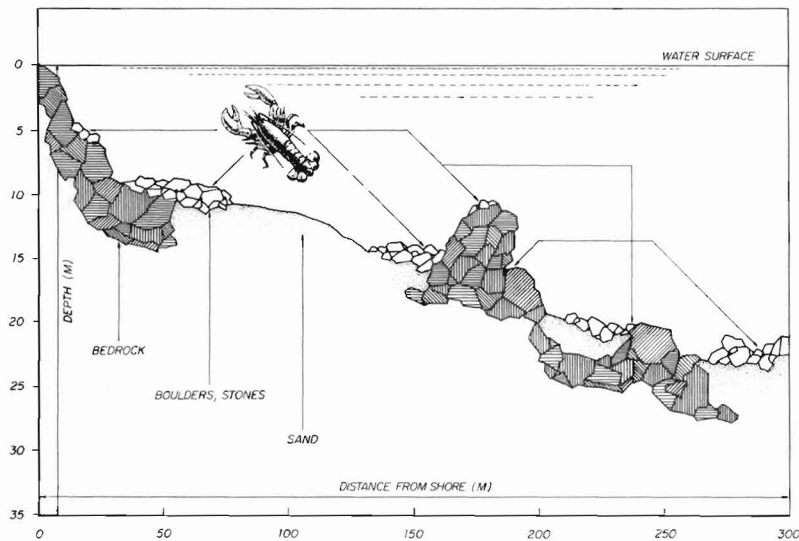 WATER SURFACE
0
5
10
15
20
25
30
35
DEPTH (M)
BEDROCK
BOULDERS, STONES
SAND
DISTANCE FROM SHORE (M)
0 50 100 150 200 250 300